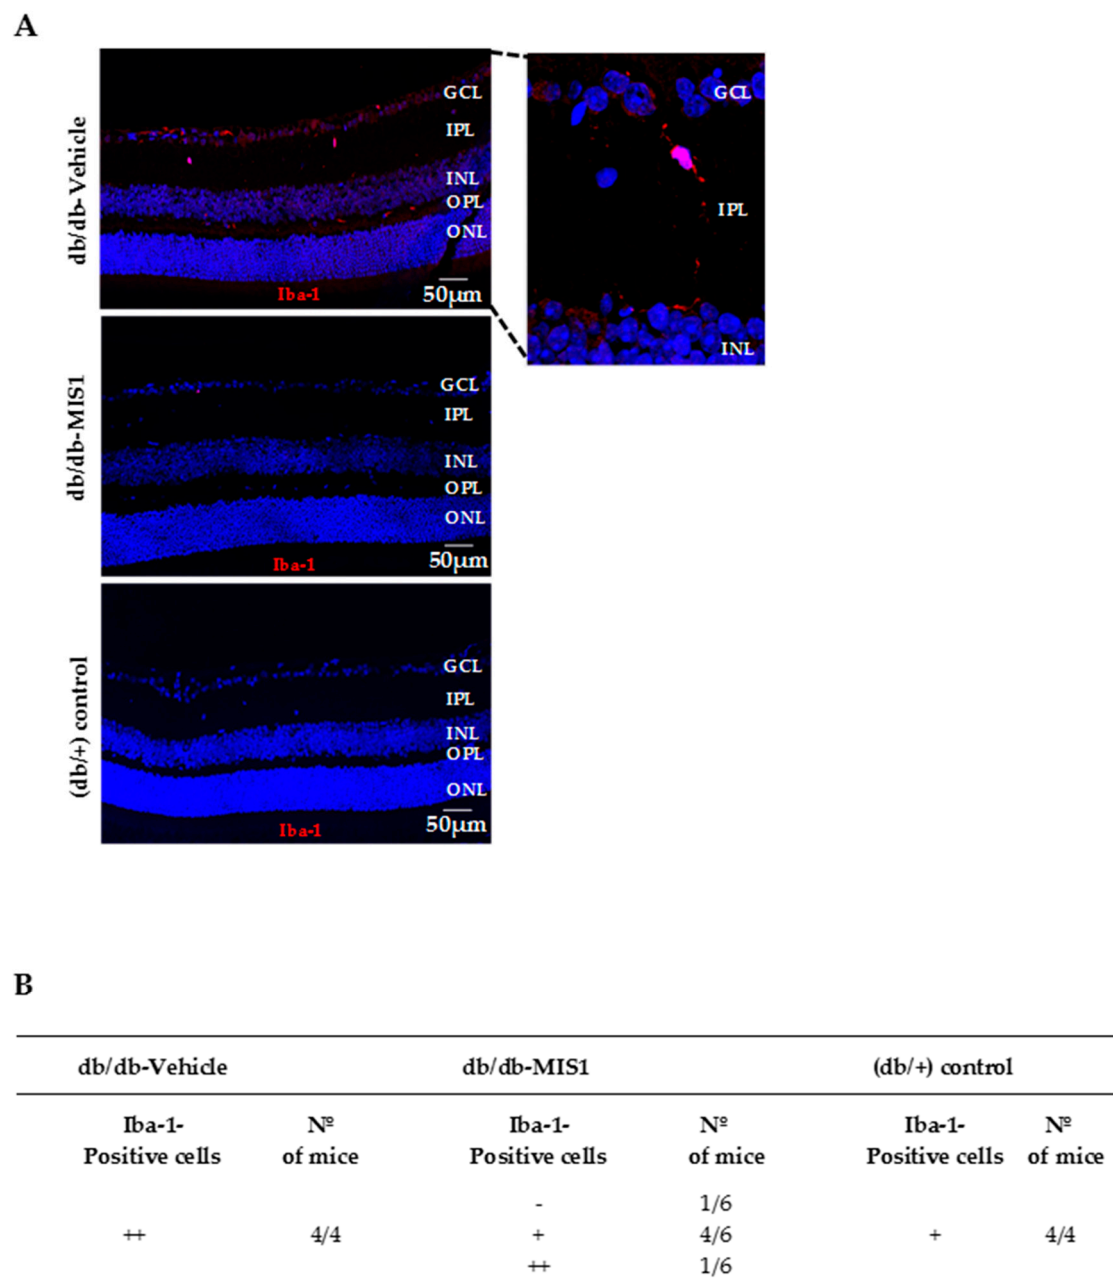 A
db/db-Vehicle
GCL
IPL
INL
OPL
ONL
50µm
Iba-1
GCL
IPL
INL
db/db-MIS1
GCL
IPL
INL
OPL
ONL
50µm
Iba-1
(db/+) control
GCL
IPL
INL
OPL
ONL
50µm
Iba-1
B
db/db-Vehicle db/db-MIS1 (db/+) control
Iba-1- Nº Iba-1- Nº Iba-1- Nº
Positive cells of mice Positive cells of mice Positive cells of mice
- 1/6
++ 4/4 + 4/6 + 4/4
++ 1/6